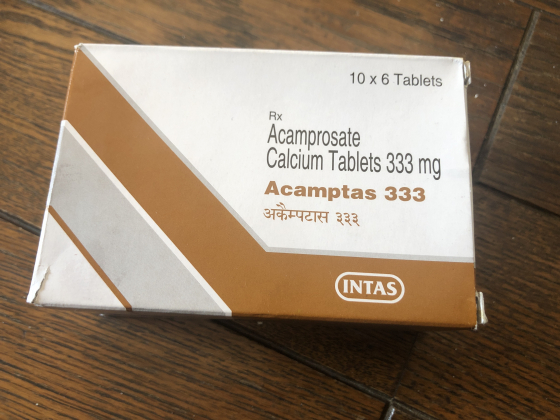 10 x 6 Tablets
Rx
Acamprosate
Calcium Tablets 333 mg
Acamptas 333
अकैम्पटास ३३३
INTAS